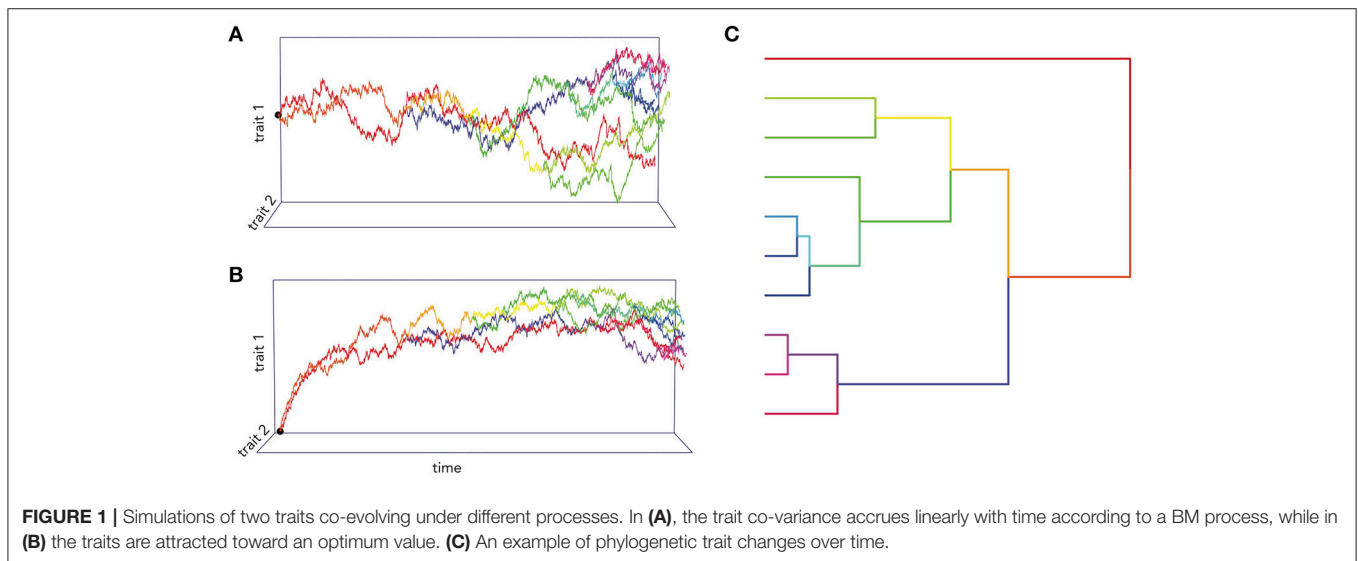 A
trait 1
trait 2
B
trait 1
trait 2
time
C
FIGURE 1 | Simulations of two traits co-evolving under different processes. In (A), the trait co-variance accrues linearly with time according to a BM process, while in
(B) the traits are attracted toward an optimum value. (C) An example of phylogenetic trait changes over time.